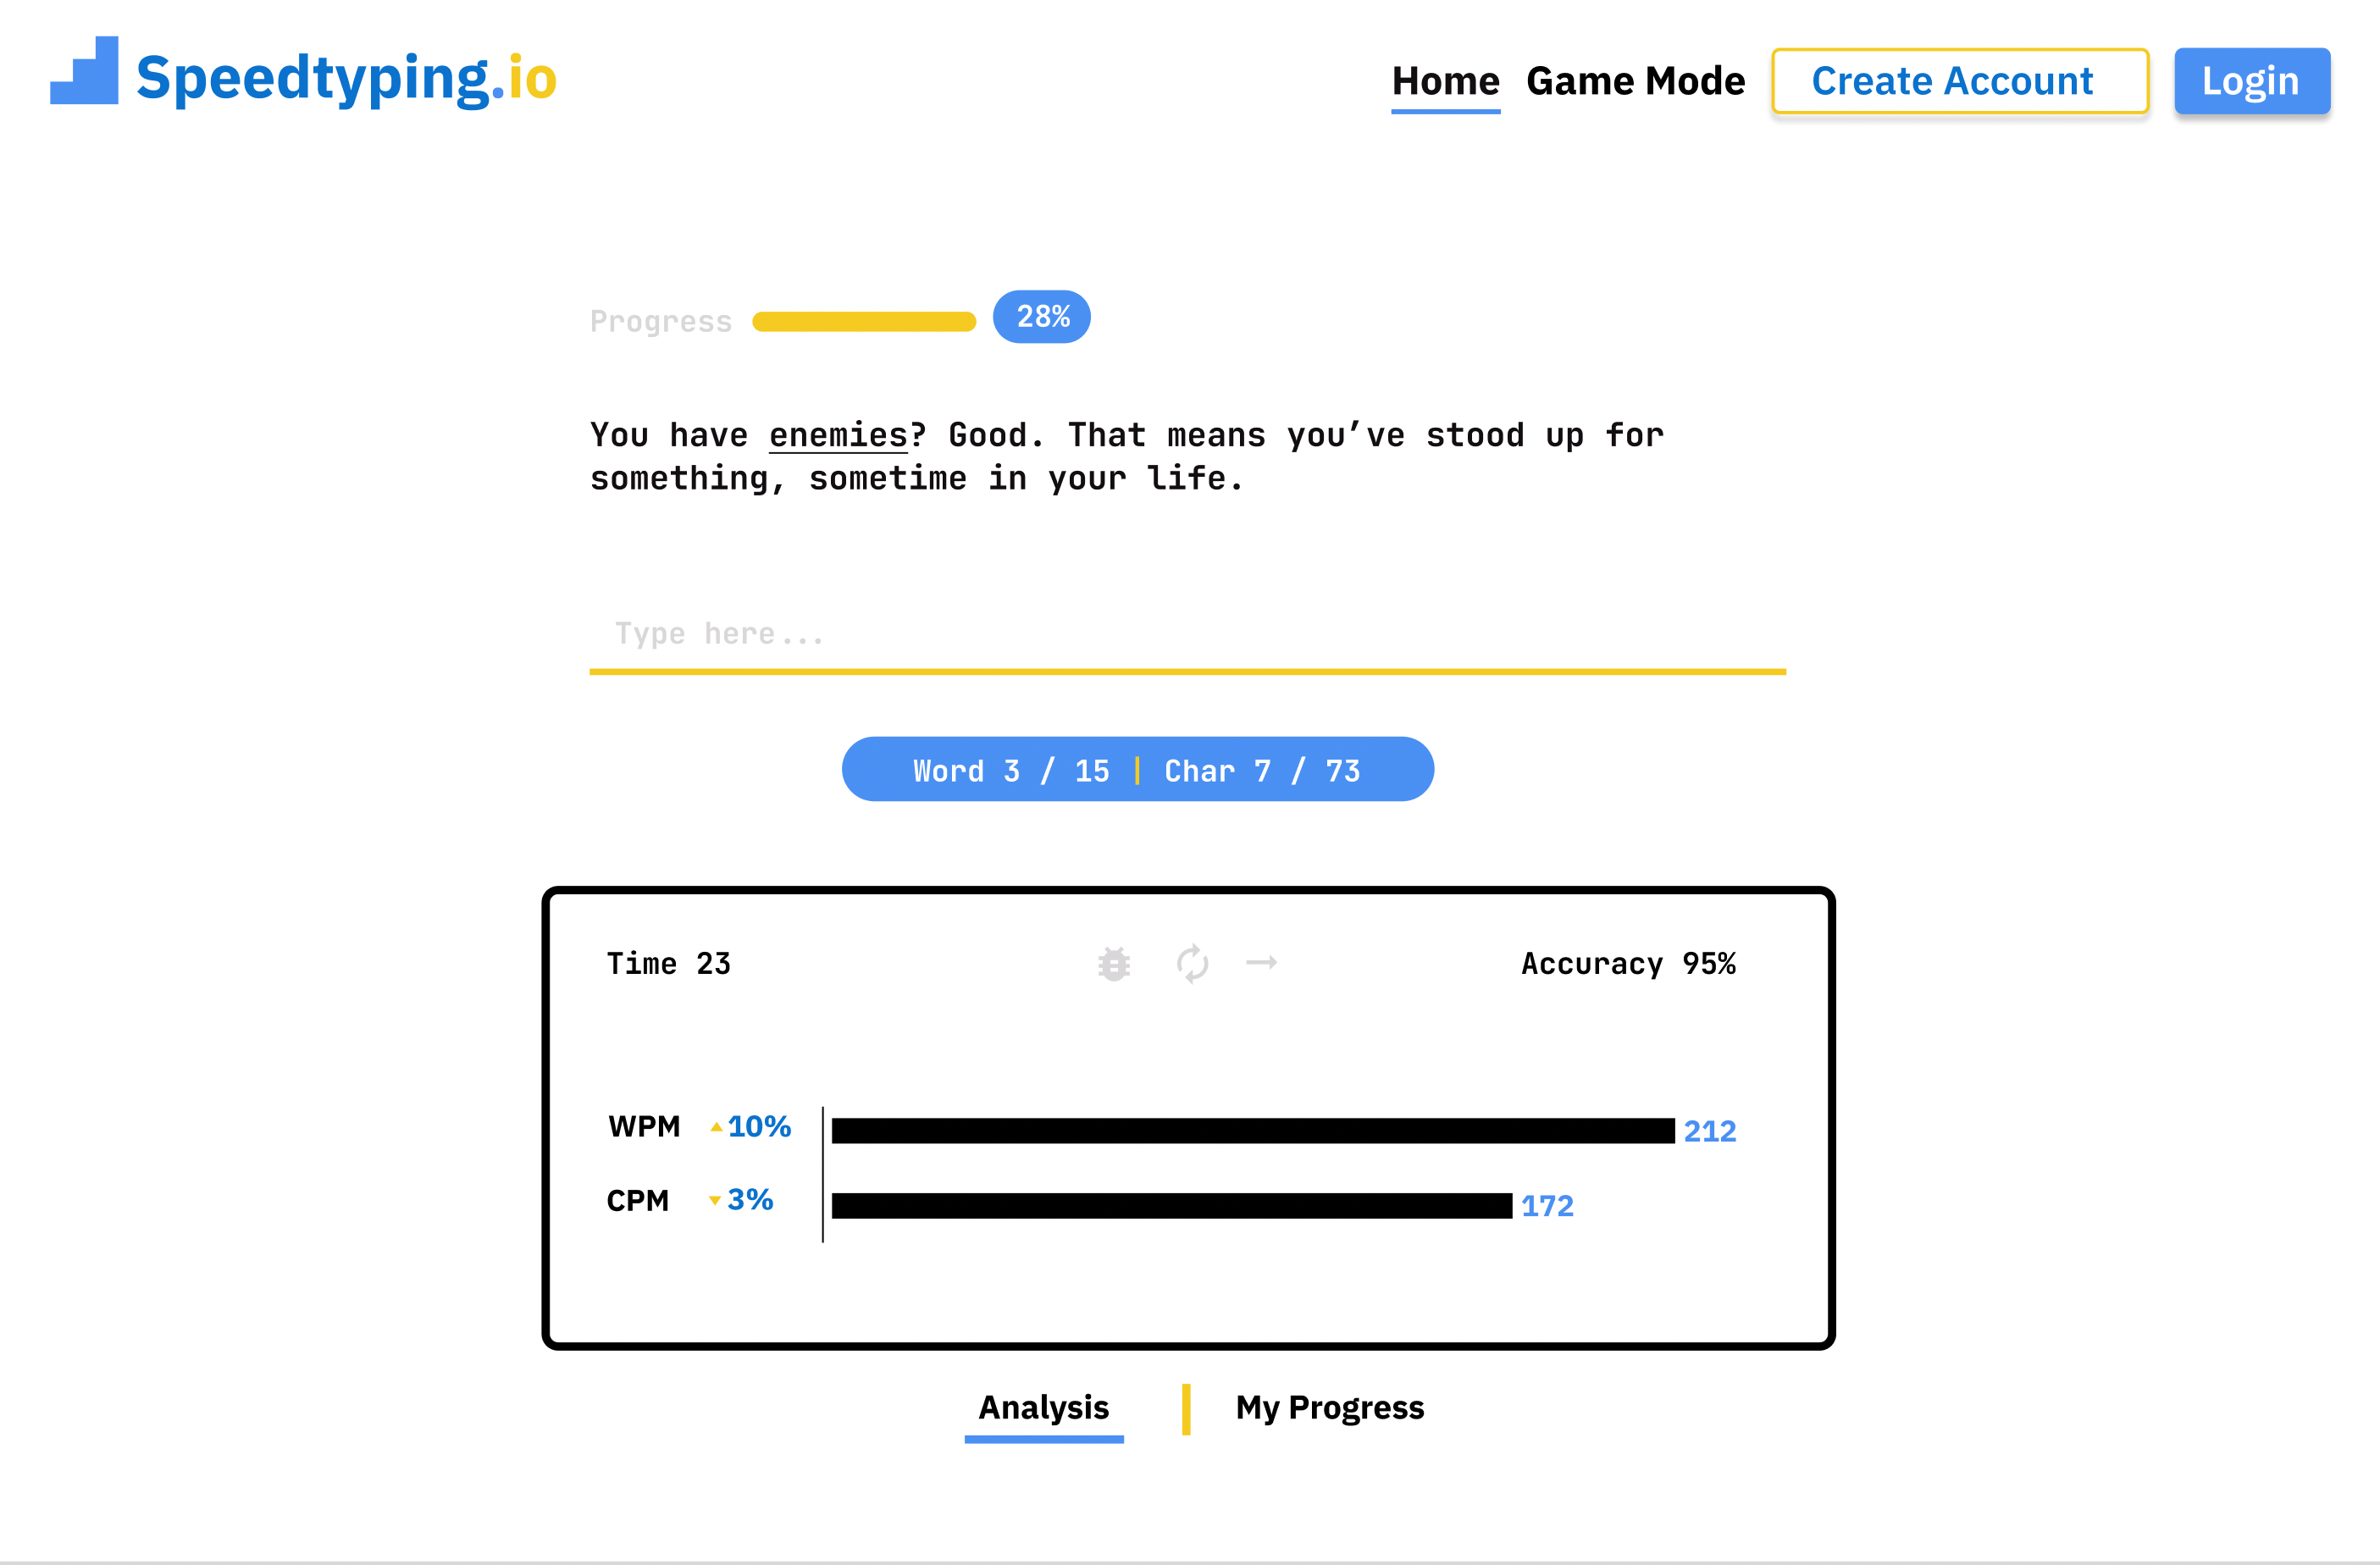 Speedtyping.io
Home Game Mode Create Account Login
Progress 28%
You have enemies? Good. That means you’ve stood up for
something, sometime in your life.
Type here...
Word 3 / 15 | Char 7 / 73
Time 23 Accuracy 95%
WPM 10% 212
CPM 3% 172
Analysis My Progress